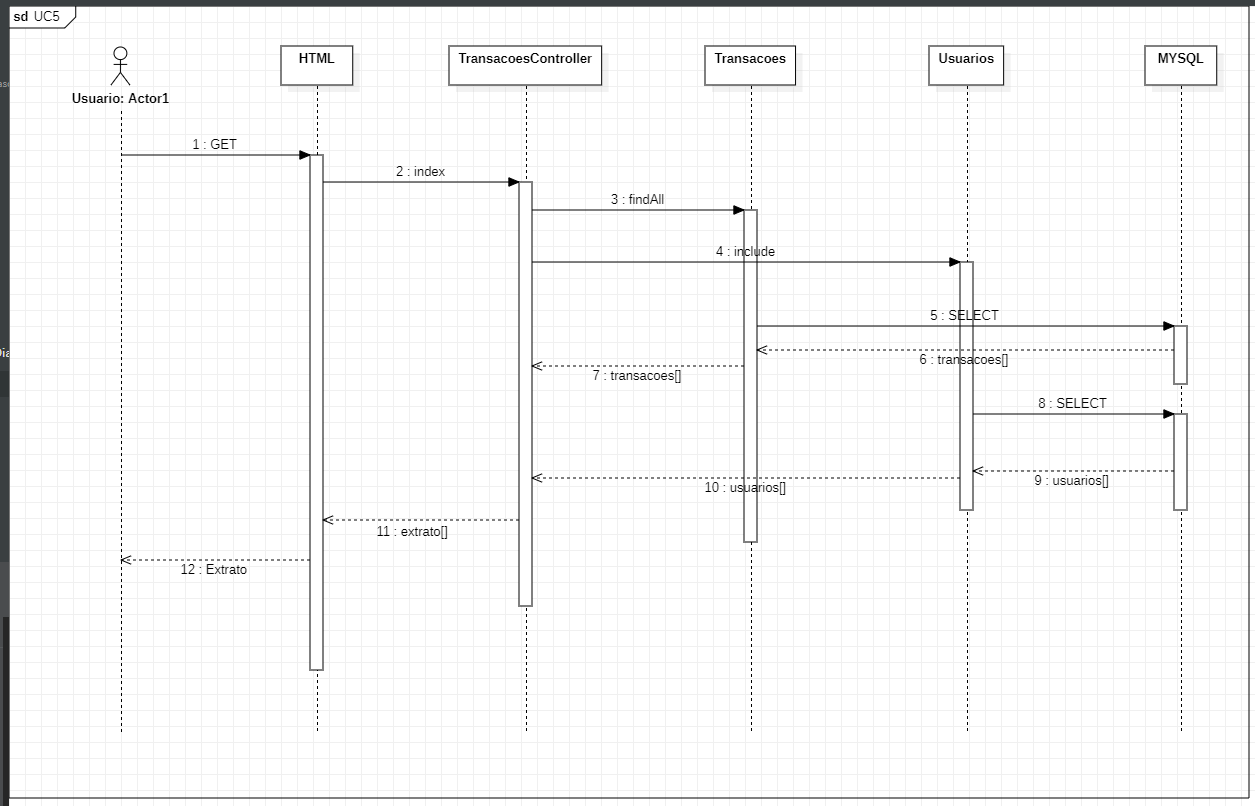 sd UC5
HTML
TransacoesController
Transacoes
Usuarios
MYSQL
Usuario: Actor1
1 : GET
2 : index
3 : findAll
4 : include
5 : SELECT
6 : transacoes[]
7 : transacoes[]
8 : SELECT
9 : usuarios[]
10 : usuarios[]
11 : extrato[]
12 : Extrato